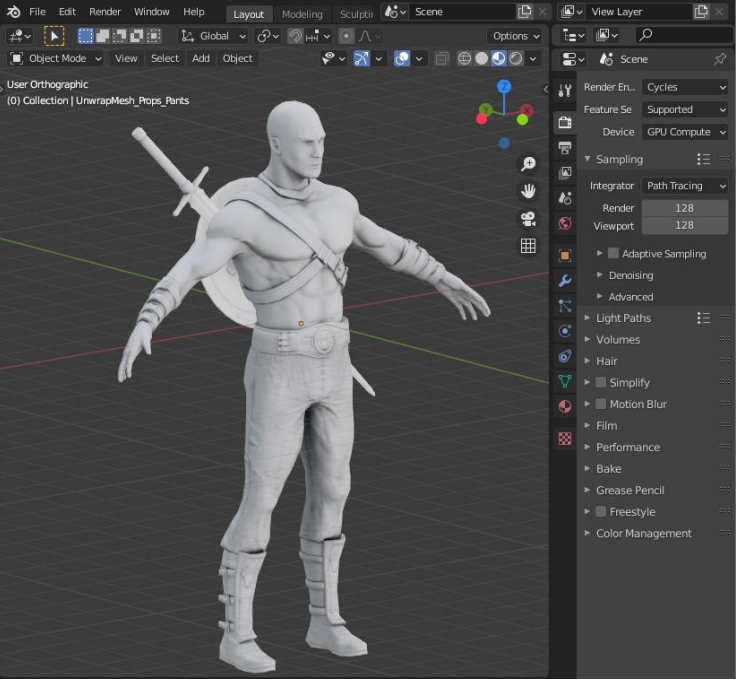 File Edit Render Window Help Layout Modeling Scene View Layer
Global Options
Object Mode View Select Add Object Scene
User Orthographic
(0) Collection | UnwrapMesh_Props_Pants
Z
Y X
Render En... Cycles
Feature Se Supported
Device GPU Compute
Sampling
Integrator Path Tracing
Render 128
Viewport 128
Adaptive Sampling
Denoising
Advanced
Light Paths
Volumes
Hair
Simplify
Motion Blur
Film
Performance
Bake
Grease Pencil
Freestyle
Color Management